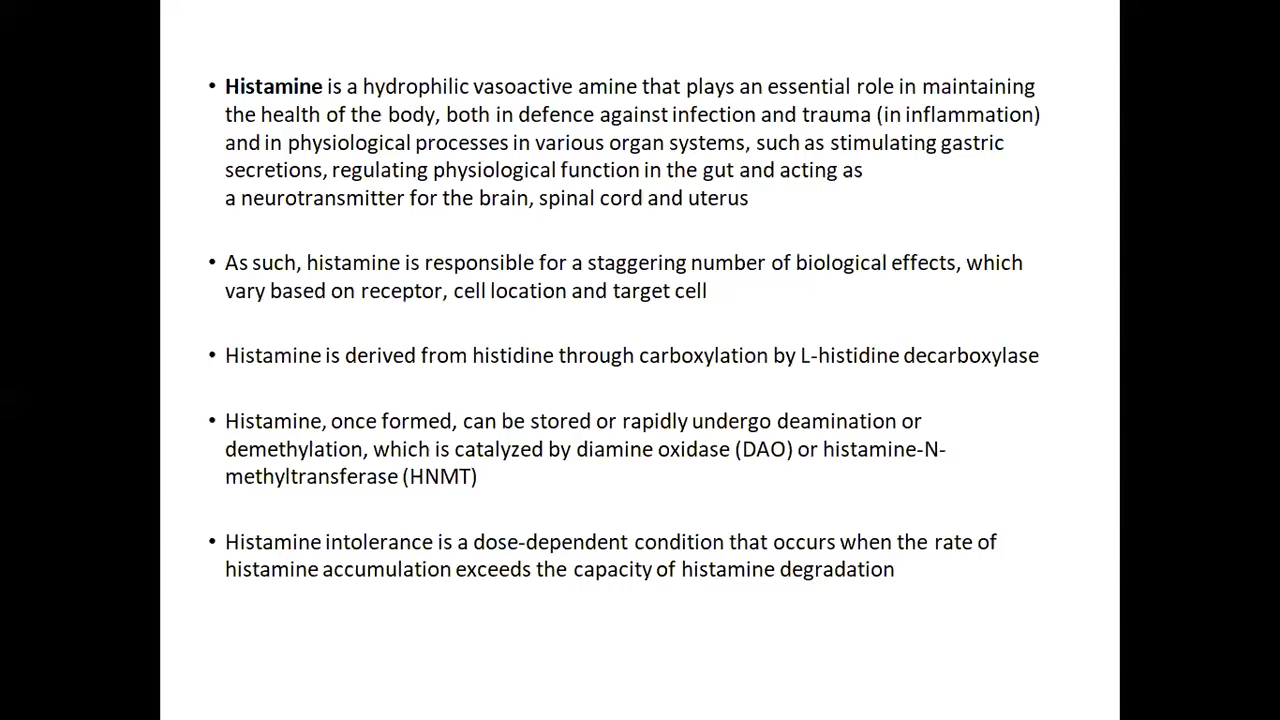 • Histamine is a hydrophilic vasoactive amine that plays an essential role in maintaining
the health of the body, both in defence against infection and trauma (in inflammation)
and in physiological processes in various organ systems, such as stimulating gastric
secretions, regulating physiological function in the gut and acting as
a neurotransmitter for the brain, spinal cord and uterus
• As such, histamine is responsible for a staggering number of biological effects, which
vary based on receptor, cell location and target cell
• Histamine is derived from histidine through carboxylation by L-histidine decarboxylase
• Histamine, once formed, can be stored or rapidly undergo deamination or
demethylation, which is catalyzed by diamine oxidase (DAO) or histamine-N-
methyltransferase (HNMT)
• Histamine intolerance is a dose-dependent condition that occurs when the rate of
histamine accumulation exceeds the capacity of histamine degradation